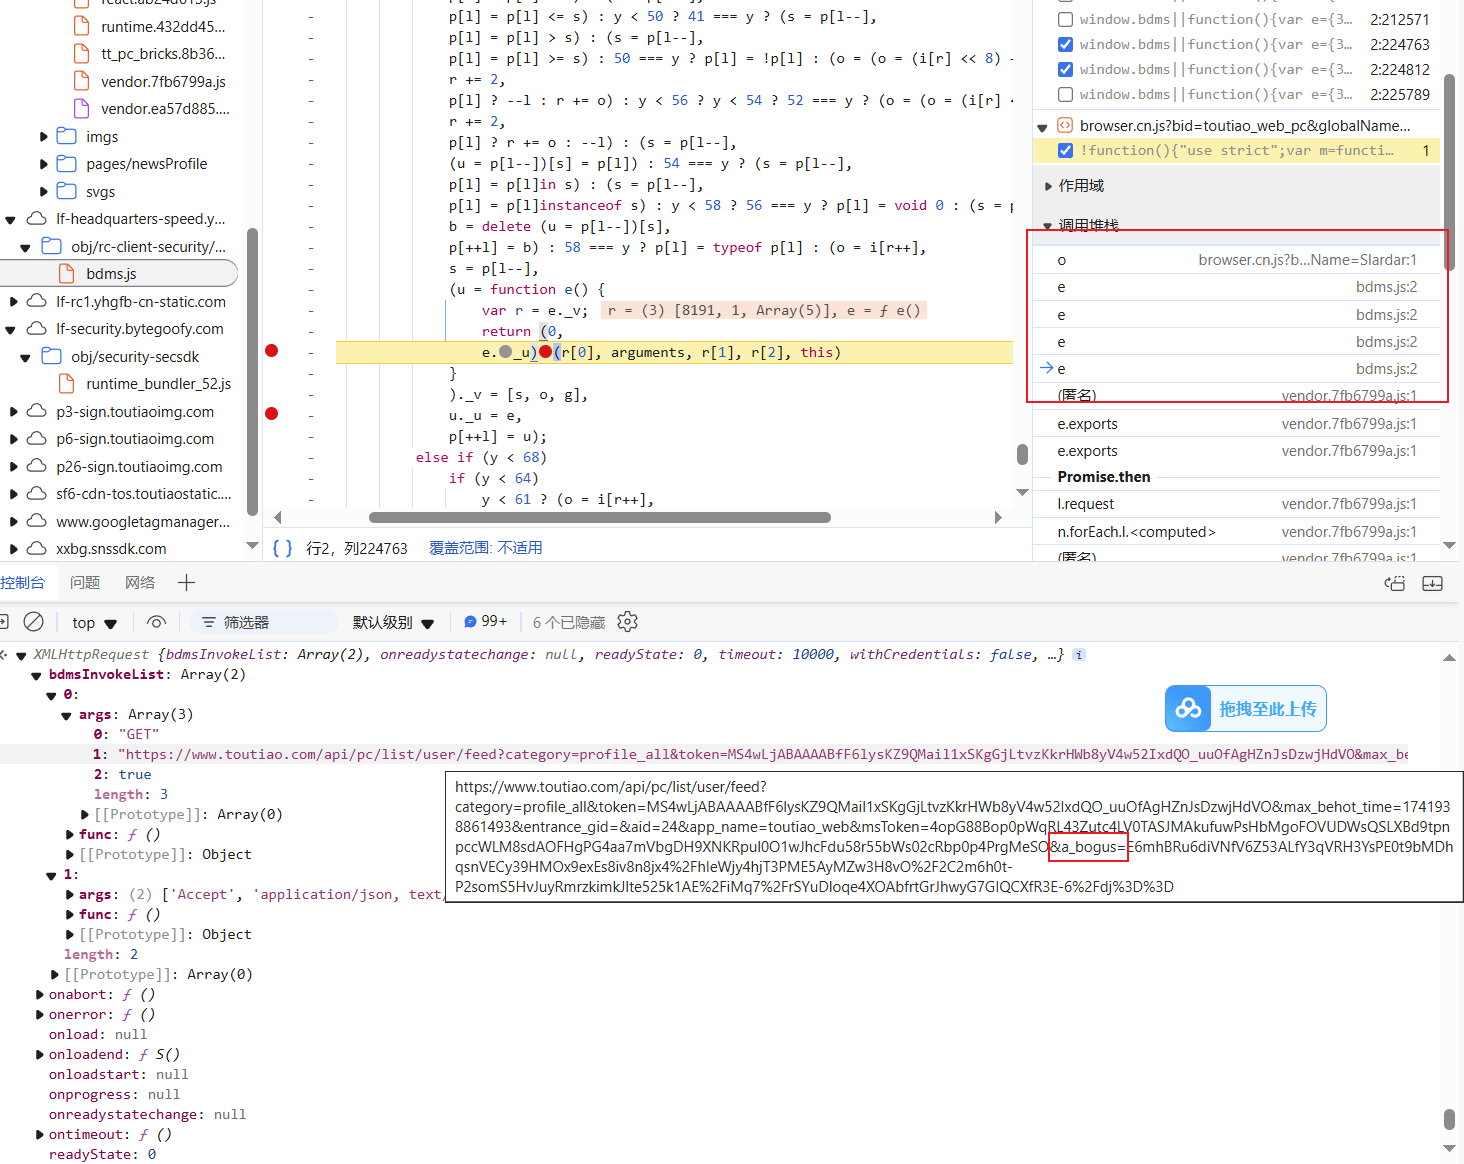 react.ab24d615.js
runtime.432dd45...
tt_pc_bricks.8b36...
vendor.7fb6799a.js
vendor.ea57d885....
imgs
pages/newsProfile
svgs
lf-headquarters-speed.y...
obj/rc-client-security/...
bdms.js
lf-rc1.yhgfb-cn-static.com
lf-security.bytegoofy.com
obj/security-secsdk
runtime_bundler_52.js
p3-sign.toutiaoimg.com
p6-sign.toutiaoimg.com
p26-sign.toutiaoimg.com
sf6-cdn-tos.toutiaostatic....
www.googletagmanager...
xxbg.snssdk.com
p[l] = p[l] <= s) : y < 50 ? 41 === y ? (s = p[l--],
p[l] = p[l] > s) : (s = p[l--],
p[l] = p[l] >= s) : 50 === y ? p[l] = !p[l] : (o = (o = (i[r] << 8) -
r += 2,
p[l] ? --l : r += o) : y < 56 ? y < 54 ? 52 === y ? (o = (o = (i[r] <
r += 2,
p[l] ? r += o : --l) : (s = p[l--],
(u = p[l--])[s] = p[l]) : 54 === y ? (s = p[l--],
p[l] = p[l]in s) : (s = p[l--],
p[l] = p[l]instanceof s) : y < 58 ? 56 === y ? p[l] = void 0 : (s = p
b = delete (u = p[l--])[s],
p[++l] = b) : 58 === y ? p[l] = typeof p[l] : (o = i[r++],
s = p[l--],
(u = function e() {
var r = e._v; r = (3) [8191, 1, Array(5)], e = ƒ e()
return (0,
e._u)(r[0], arguments, r[1], r[2], this)
}
)._v = [s, o, g],
u._u = e,
p[++l] = u);
else if (y < 68)
if (y < 64)
y < 61 ? (o = i[r++],
{ } 行2，列224763 覆盖范围: 不适用
window.bdms||function(){var e={3... 2:212571
window.bdms||function(){var e={3... 2:224763
window.bdms||function(){var e={3... 2:224812
window.bdms||function(){var e={3... 2:225789
browser.cn.js?bid=toutiao_web_pc&globalName...
!function(){"use strict";var m=functi... 1
作用域
调用堆栈
o browser.cn.js?b...Name=Slardar:1
e bdms.js:2
e bdms.js:2
e bdms.js:2
e bdms.js:2
(匿名) vendor.7fb6799a.js:1
e.exports vendor.7fb6799a.js:1
e.exports vendor.7fb6799a.js:1
Promise.then
l.request vendor.7fb6799a.js:1
n.forEach.l.<computed> vendor.7fb6799a.js:1
(匿名) vendor.7fb6799a.js:1
控制台 问题 网络
top 筛选器 默认级别 99+ 6 个已隐藏
XMLHttpRequest {bdmsInvokeList: Array(2), onreadystatechange: null, readyState: 0, timeout: 10000, withCredentials: false, …} i
bdmsInvokeList: Array(2)
0:
args: Array(3)
0: "GET"
1: "https://www.toutiao.com/api/pc/list/user/feed?category=profile_all&token=MS4wLjABAAAABfF6lysKZ9QMail1xSKgGjLtvzKkrHWb8yV4w52IxdQO_uuOfAgHZnJsDzwjHdVO&max_be
2: true
length: 3
[[Prototype]]: Array(0)
func: ƒ ()
[[Prototype]]: Object
1:
args: (2) ['Accept', 'application/json, text/
func: ƒ ()
[[Prototype]]: Object
length: 2
[[Prototype]]: Array(0)
onabort: ƒ ()
onerror: ƒ ()
onload: null
onloadend: ƒ S()
onloadstart: null
onprogress: null
onreadystatechange: null
ontimeout: ƒ ()
readyState: 0
拖拽至此上传
https://www.toutiao.com/api/pc/list/user/feed?
category=profile_all&token=MS4wLjABAAAABfF6lysKZ9QMail1xSKgGjLtvzKkrHWb8yV4w52IxdQO_uuOfAgHZnJsDzwjHdVO&max_behot_time=174193
8861493&entrance_gid=&aid=24&app_name=toutiao_web&msToken=4opG88Bop0pWqRL43Zutc4LV0TASJMAkufuwPsHbMgoFOVUDWsQSLXBd9tpn
pccWLM8sdAOFHgPG4aa7mVbgDH9XNKRpuI0O1wJhcFdu58r55bWs02cRbp0p4PrgMeSO&a_bogus=E6mhBRu6diVNfV6Z53ALfY3qVRH3YsPE0t9bMDh
qsnVECy39HMOx9exEs8iv8n8jx4%2FhIeWjy4hjT3PME5AyMZw3H8vO%2F2C2m6h0t-
P2somS5HvJuyRmrzkimkJlte525k1AE%2FiMq7%2FrSYuDloqe4XOAbfrtGrJhwyG7GIQCXfR3E-6%2Fdj%3D%3D